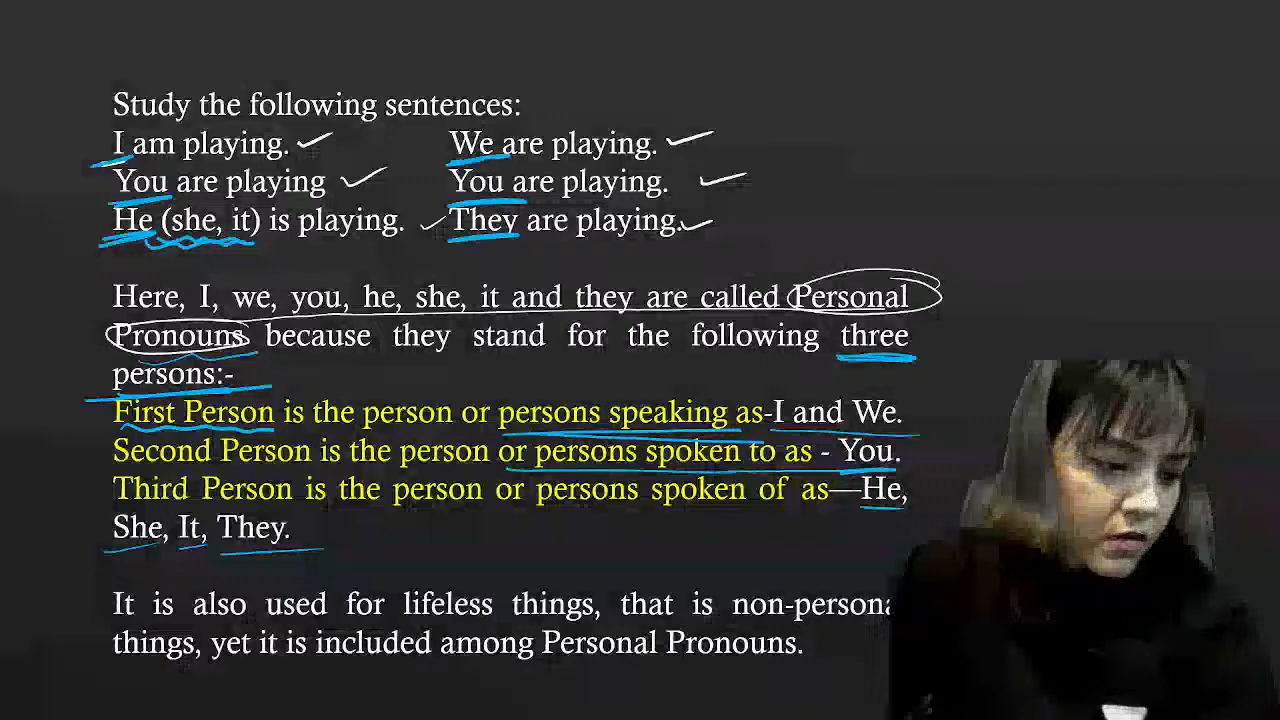 Study the following sentences:
I am playing. We are playing.
You are playing You are playing.
He (she, it) is playing. They are playing.
Here, I, we, you, he, she, it and they are called Personal
Pronouns because they stand for the following three
persons:-
First Person is the person or persons speaking as-I and We.
Second Person is the person or persons spoken to as - You.
Third Person is the person or persons spoken of as—He,
She, It, They.
It is also used for lifeless things, that is non-persona
things, yet it is included among Personal Pronouns.